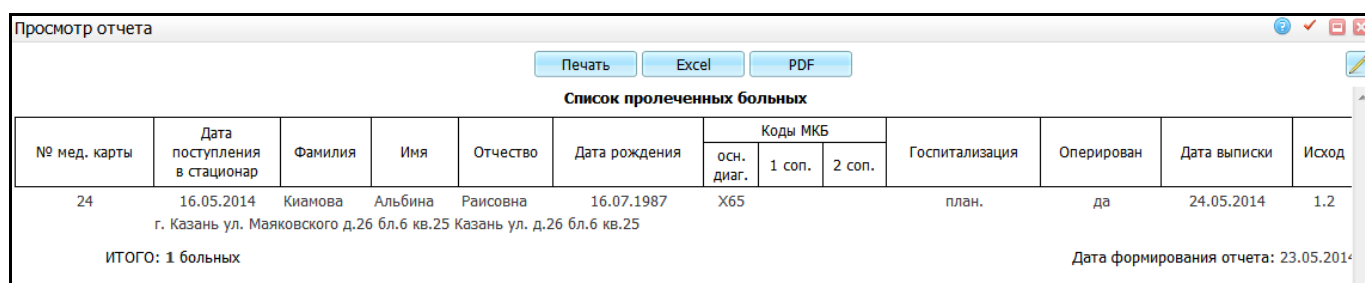 Просмотр отчета
Печать Excel PDF
Список пролеченных больных
№ мед. карты Дата поступления в стационар Фамилия Имя Отчество Дата рождения Коды МКБ осн. диаг. 1 соп. 2 соп. Госпитализация Оперирован Дата выписки Исход
24 16.05.2014 Киамова Альбина Раисовна 16.07.1987 X65 план. да 24.05.2014 1.2
г. Казань ул. Маяковского д.26 бл.6 кв.25 Казань ул. д.26 бл.6 кв.25
ИТОГО: 1 больных Дата формирования отчета: 23.05.2014